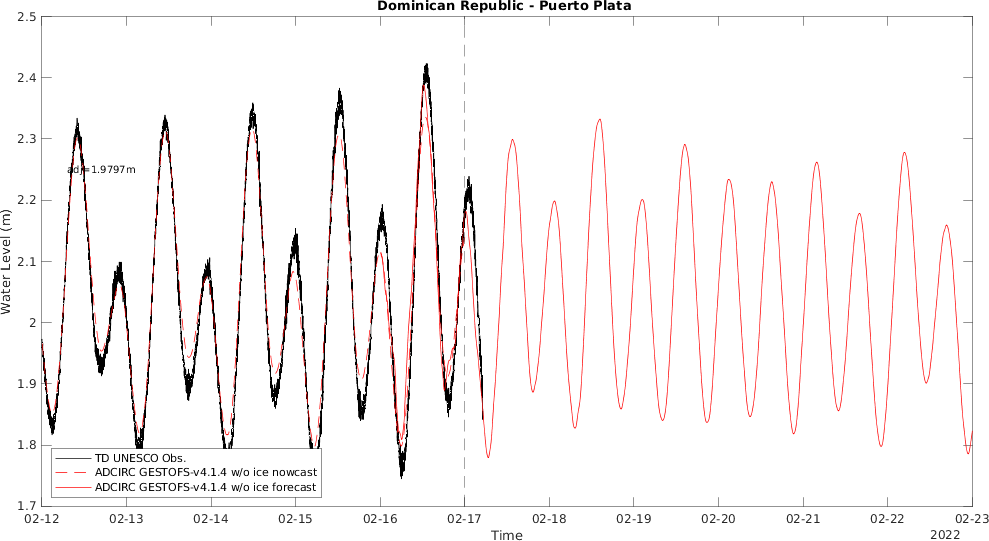 Dominican Republic - Puerto Plata
2.5
2.4
2.3
2.2
2.1
2
1.9
1.8
1.7
Water Level (m)
adj=1.9797m
TD UNESCO Obs.
ADCIRC GESTOFS-v4.1.4 w/o ice nowcast
ADCIRC GESTOFS-v4.1.4 w/o ice forecast
02-12 02-13 02-14 02-15 02-16 02-17 02-18 02-19 02-20 02-21 02-22 02-23
Time
2022